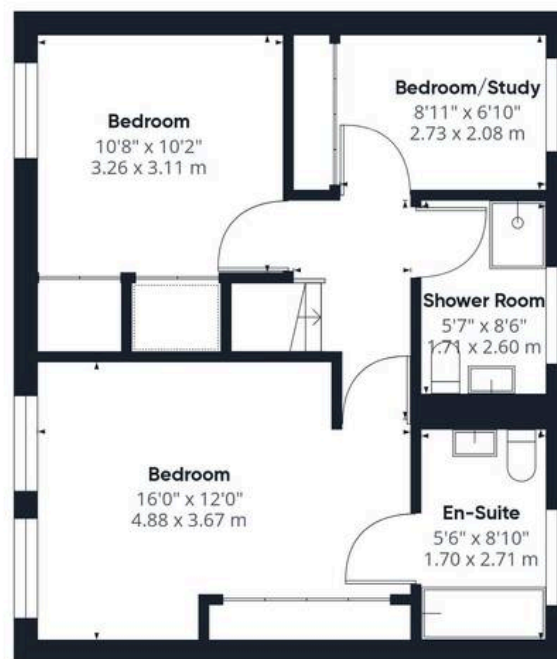 Bedroom
10'8" x 10'2"
3.26 x 3.11 m
Bedroom/Study
8'11" x 6'10"
2.73 x 2.08 m
Shower Room
5'7" x 8'6"
1.71 x 2.60 m
Bedroom
16'0" x 12'0"
4.88 x 3.67 m
En-Suite
5'6" x 8'10"
1.70 x 2.71 m